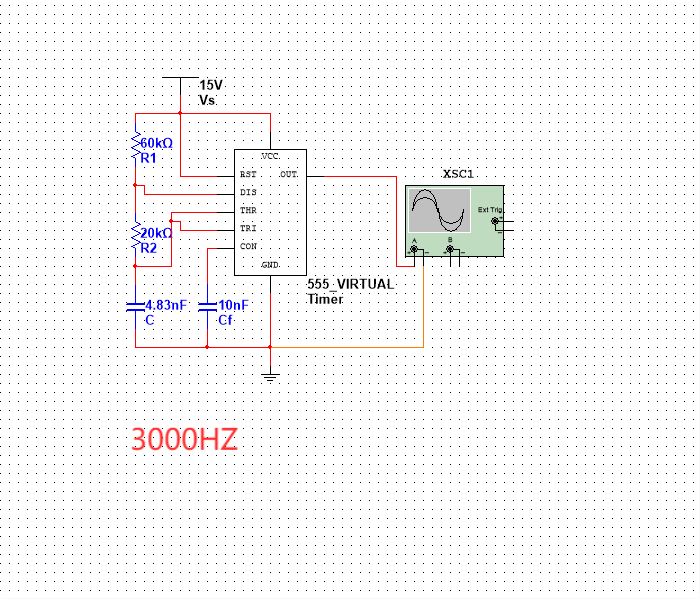 15V
Vs
60kΩ
R1
VCC
RST
OUT
DIS
THR
TRI
CON
GND
20kΩ
R2
XSC1
Ext Trig
+
-
A
B
+
-
+
-
555_VIRTUAL
Timer
4.83nF
C
10nF
Cf
3000HZ